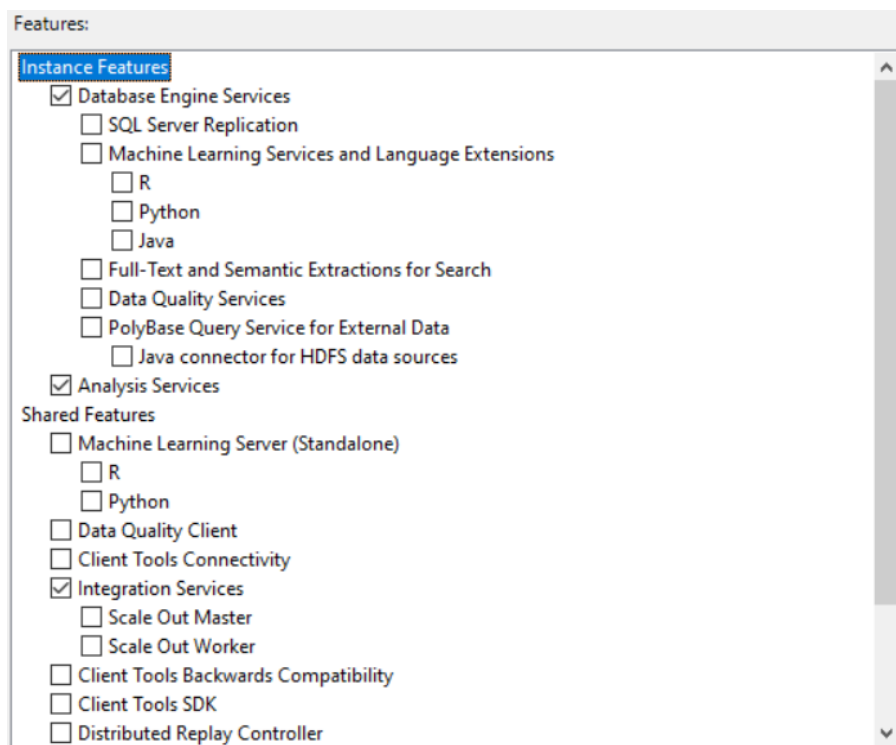 Features:
Instance Features
Database Engine Services
SQL Server Replication
Machine Learning Services and Language Extensions
R
Python
Java
Full-Text and Semantic Extractions for Search
Data Quality Services
PolyBase Query Service for External Data
Java connector for HDFS data sources
Analysis Services
Shared Features
Machine Learning Server (Standalone)
R
Python
Data Quality Client
Client Tools Connectivity
Integration Services
Scale Out Master
Scale Out Worker
Client Tools Backwards Compatibility
Client Tools SDK
Distributed Replay Controller